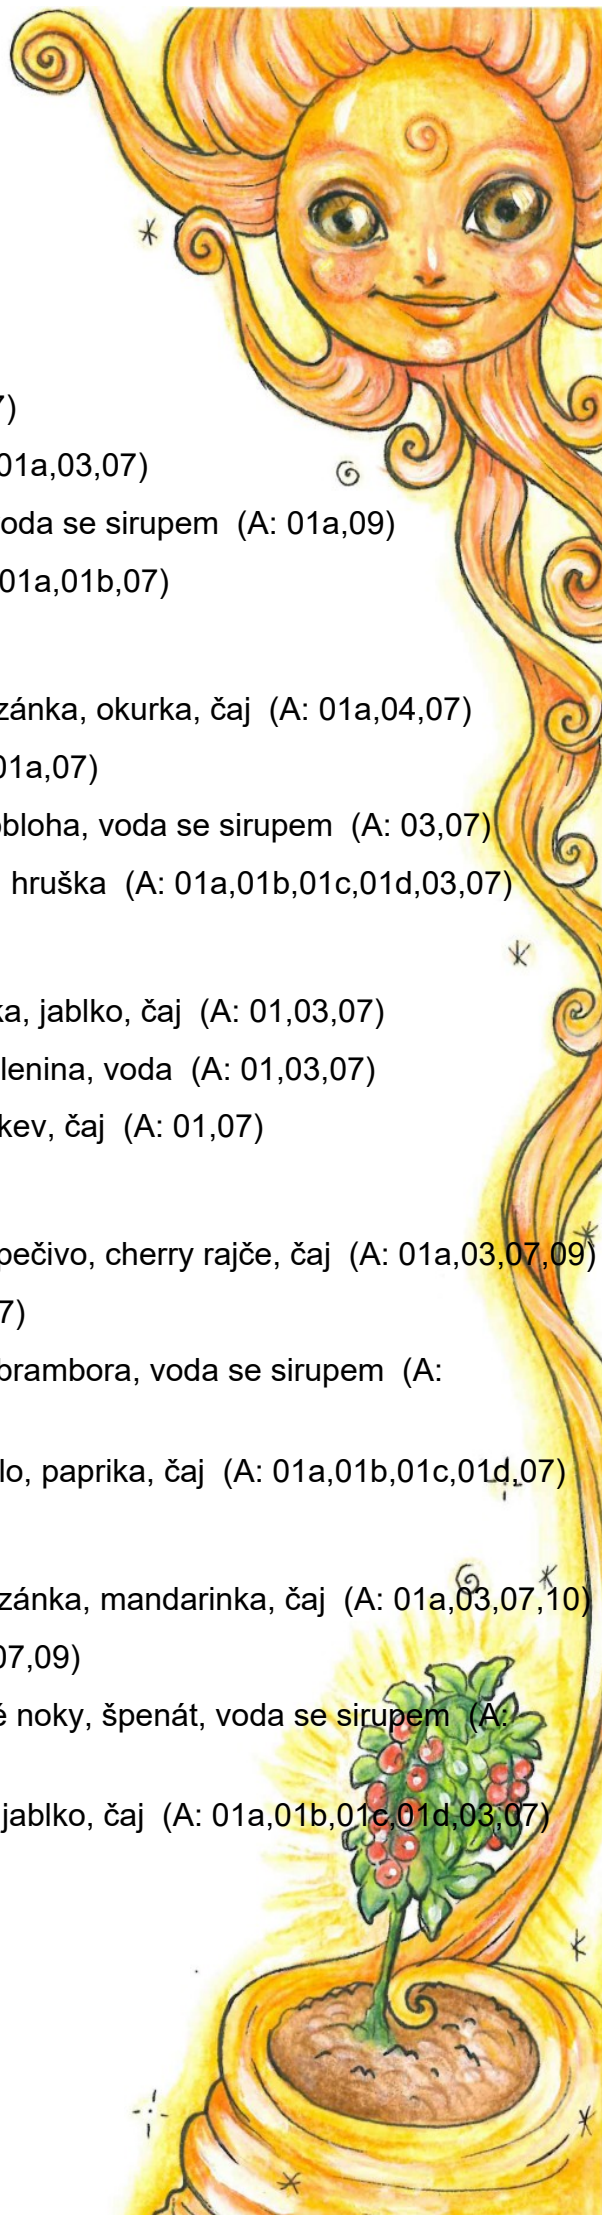 7)
01a,03,07)
oda se sirupem (A: 01a,09)
01a,01b,07)
zánka, okurka, čaj (A: 01a,04,07)
01a,07)
bloha, voda se sirupem (A: 03,07)
hruška (A: 01a,01b,01c,01d,03,07)
ka, jablko, čaj (A: 01,03,07)
lenina, voda (A: 01,03,07)
kev, čaj (A: 01,07)
pečivo, cherry rajče, čaj (A: 01a,03,07,09)
7)
brambora, voda se sirupem (A:
lo, paprika, čaj (A: 01a,01b,01c,01d,07)
zánka, mandarinka, čaj (A: 01a,03,07,10)
07,09)
é noky, špenát, voda se sirupem (A:
jablko, čaj (A: 01a,01b,01c,01d,03,07)